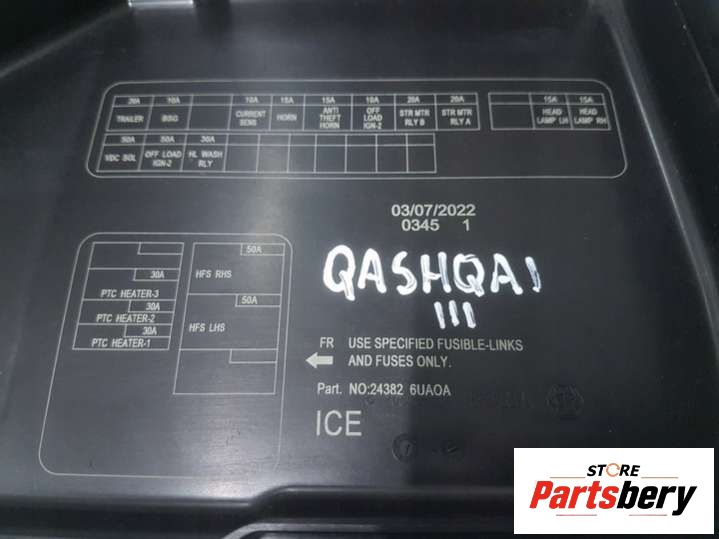 20A 10A 10A 15A 15A 10A 20A 20A 15A 15A
TRAILER BSG CURRENT SENS HORN ANTI THEFT HORN OFF LOAD IGN-2 STR MTR RLY B STR MTR RLY A HEAD LAMP LH HEAD LAMP RH
50A 50A 30A
VDC SOL OFF LOAD IGN-2 HL WASH RLY
03/07/2022
0345 1
QASHQAI
III
50A
30A HFS RHS
PTC HEATER-3
30A 50A
PTC HEATER-2
30A HFS LHS
PTC HEATER-1
FR USE SPECIFIED FUSIBLE-LINKS
AND FUSES ONLY.
Part. NO:24382 6UA0A
ICE
STORE
Partsbery